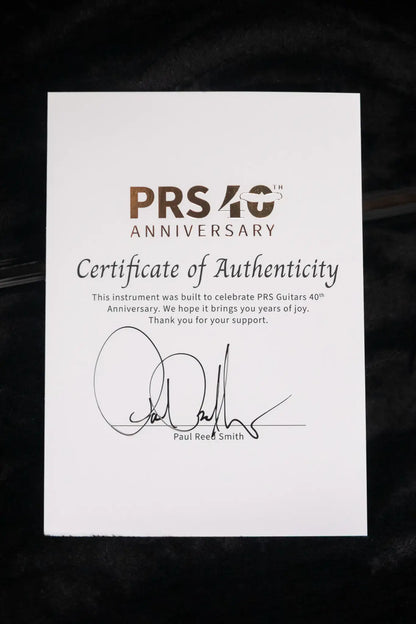 PRS 40TH
ANNIVERSARY
Certificate of Authenticity
This instrument was built to celebrate PRS Guitars 40th
Anniversary. We hope it brings you years of joy.
Thank you for your support.
Paul Reed Smith